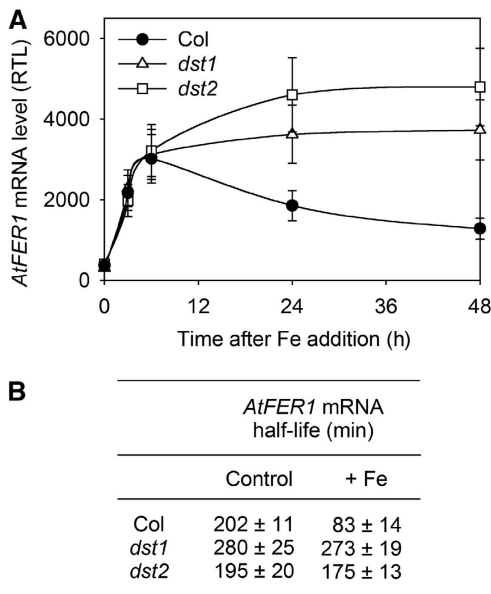 A
6000
4000
2000
0
AtFER1 mRNA level (RTL)
Col
dst1
dst2
0 12 24 36 48
Time after Fe addition (h)
B
AtFER1 mRNA
half-life (min)
Control + Fe
Col 202 ± 11 83 ± 14
dst1 280 ± 25 273 ± 19
dst2 195 ± 20 175 ± 13